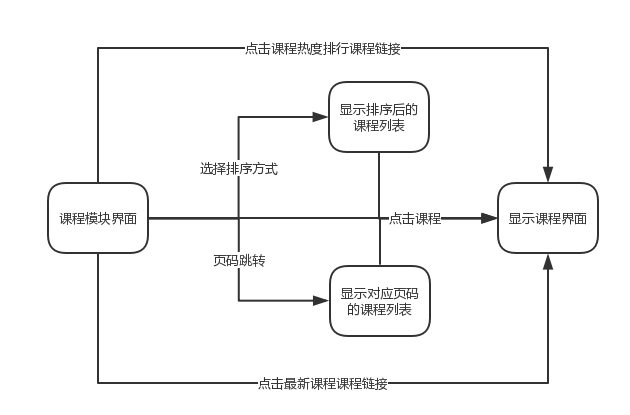 点击课程热度排行课程链接
显示排序后的
课程列表
选择排序方式
课程模块界面
点击课程
显示课程界面
页码跳转
显示对应页码
的课程列表
点击最新课程课程链接